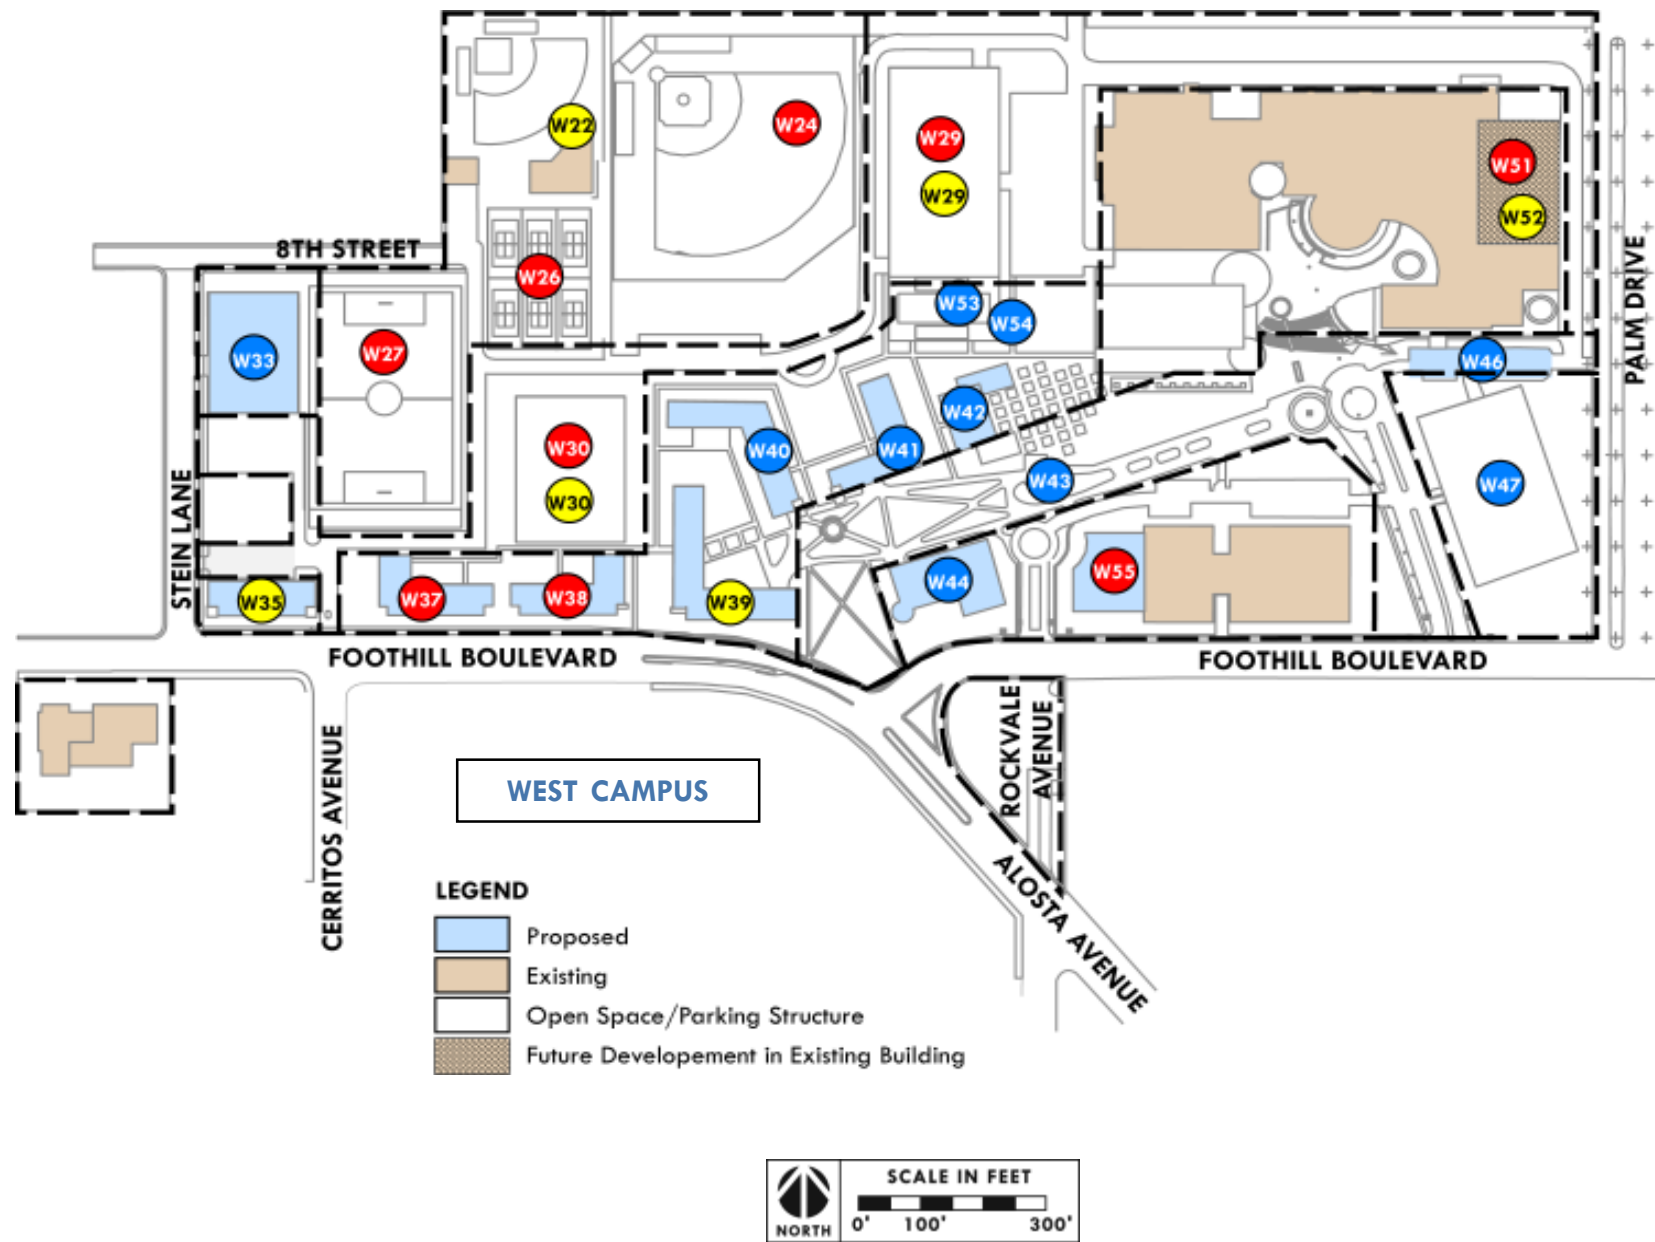 W22
W24
W29
W51
W29
W52
8TH STREET
W26
PALM DRIVE
W53
W54
W33
W27
W46
W42
W30
W40
W41
W43
W47
W30
STEIN LANE
W55
W44
W35
W37
W38
W39
FOOTHILL BOULEVARD
FOOTHILL BOULEVARD
ROCKVALE
AVENUE
CERRITOS AVENUE
WEST CAMPUS
ALOSTA AVENUE
LEGEND
Proposed
Existing
Open Space/Parking Structure
Future Developement in Existing Building
NORTH
SCALE IN FEET
0' 100' 300'